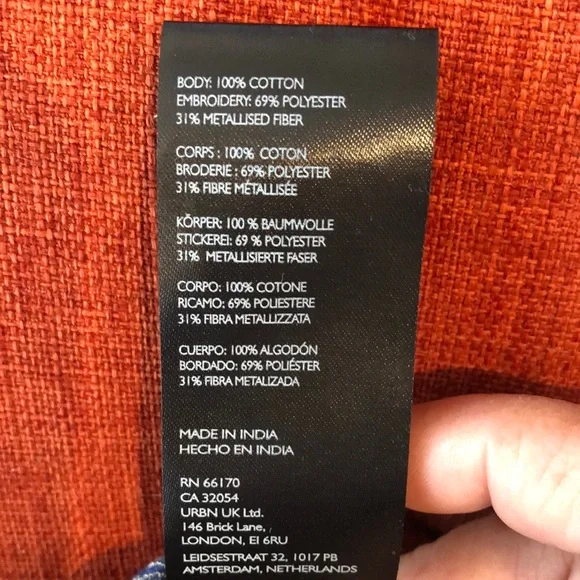 BODY: 100% COTTON
EMBROIDERY: 69% POLYESTER
31% METALLISED FIBER
CORPS : 100% COTON
BRODERIE : 69% POLYESTER
31% FIBRE MÉTALLISÉE
KÖRPER: 100 % BAUMWOLLE
STICKEREI: 69 % POLYESTER
31% METALLISIERTE FASER
CORPO: 100% COTONE
RICAMO: 69% POLIESTERE
31% FIBRA METALLIZZATA
CUERPO: 100% ALGODÓN
BORDADO: 69% POLIÉSTER
31% FIBRA METALIZADA
MADE IN INDIA
HECHO EN INDIA
RN 66170
CA 32054
URBN UK Ltd.
146 Brick Lane,
LONDON, E1 6RU
LEIDSESTRAAT 32, 1017 PB
AMSTERDAM, NETHERLANDS